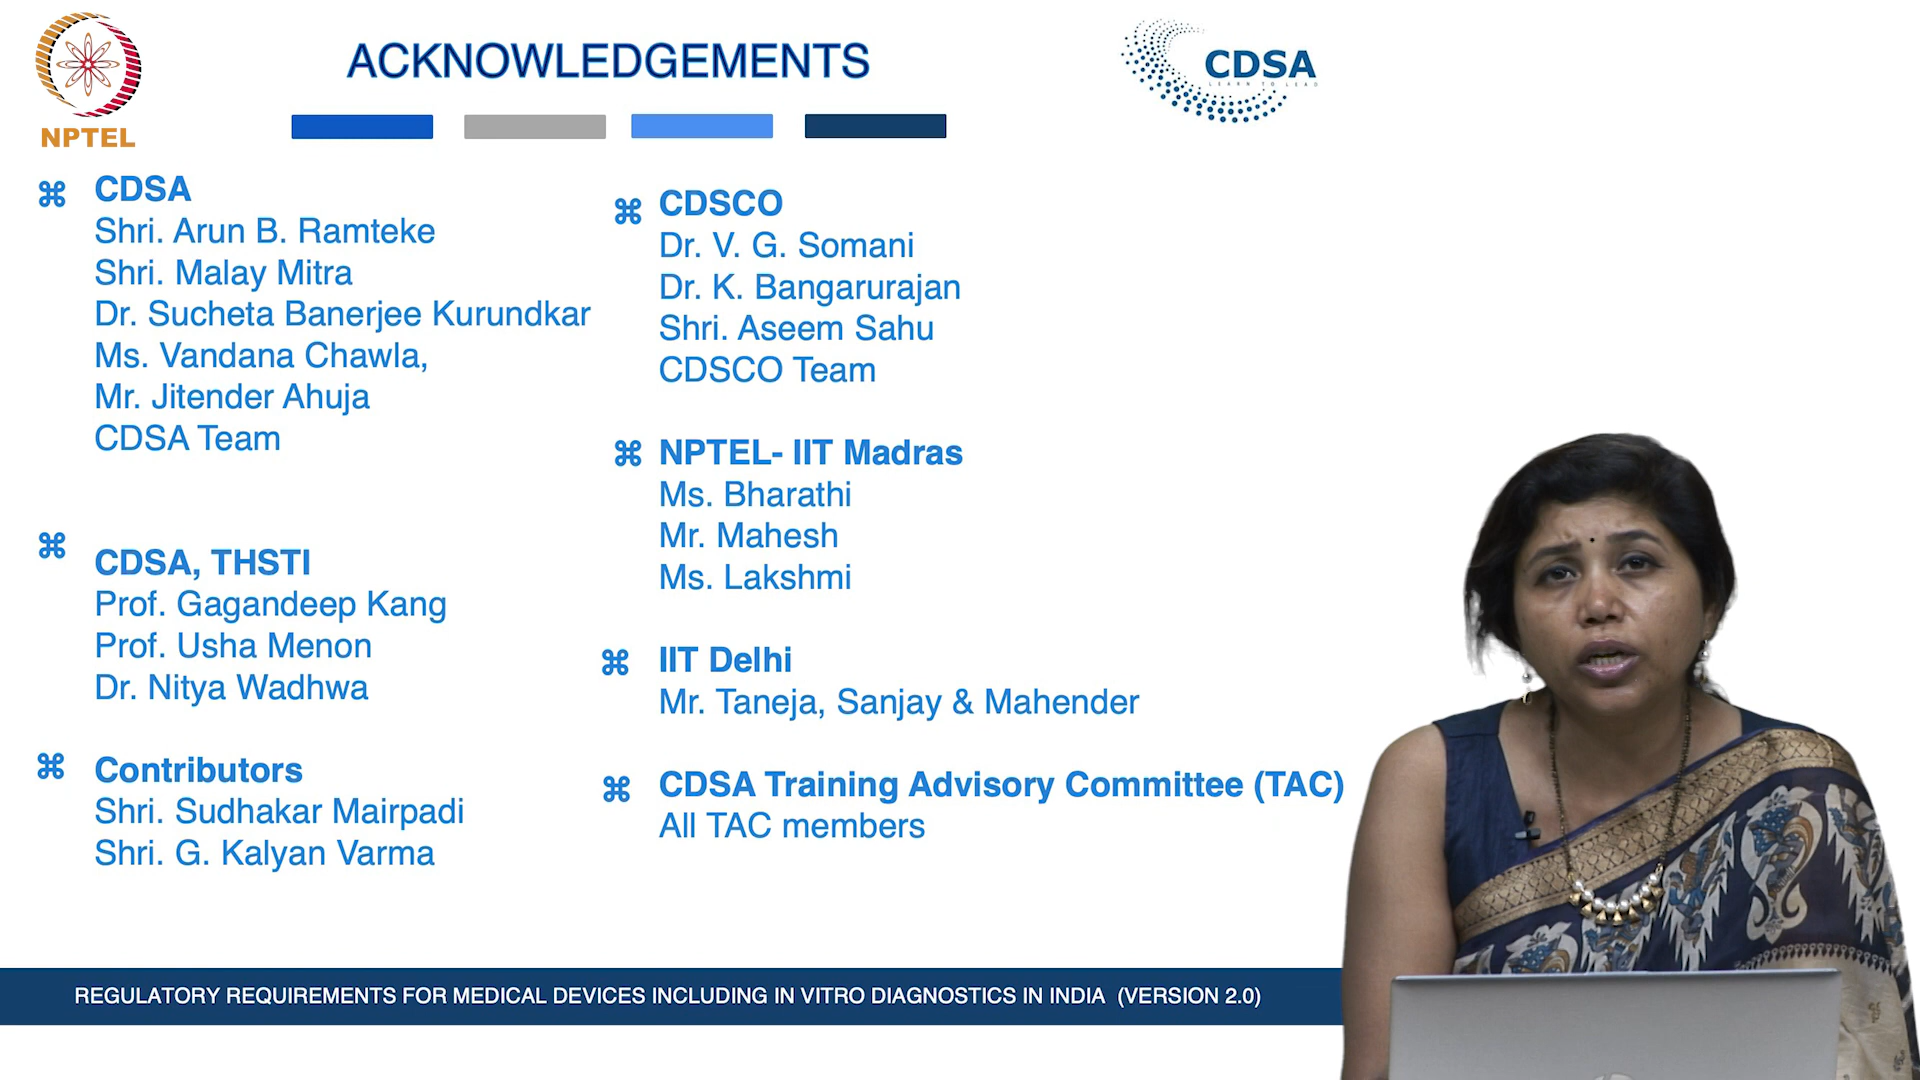 NPTEL
ACKNOWLEDGEMENTS
CDSA
LEARN TO LEAD
CDSA
Shri. Arun B. Ramteke
Shri. Malay Mitra
Dr. Sucheta Banerjee Kurundkar
Ms. Vandana Chawla,
Mr. Jitender Ahuja
CDSA Team
CDSA, THSTI
Prof. Gagandeep Kang
Prof. Usha Menon
Dr. Nitya Wadhwa
Contributors
Shri. Sudhakar Mairpadi
Shri. G. Kalyan Varma
CDSCO
Dr. V. G. Somani
Dr. K. Bangarurajan
Shri. Aseem Sahu
CDSCO Team
NPTEL- IIT Madras
Ms. Bharathi
Mr. Mahesh
Ms. Lakshmi
IIT Delhi
Mr. Taneja, Sanjay & Mahender
CDSA Training Advisory Committee (TAC)
All TAC members
REGULATORY REQUIREMENTS FOR MEDICAL DEVICES INCLUDING IN VITRO DIAGNOSTICS IN INDIA (VERSION 2.0)